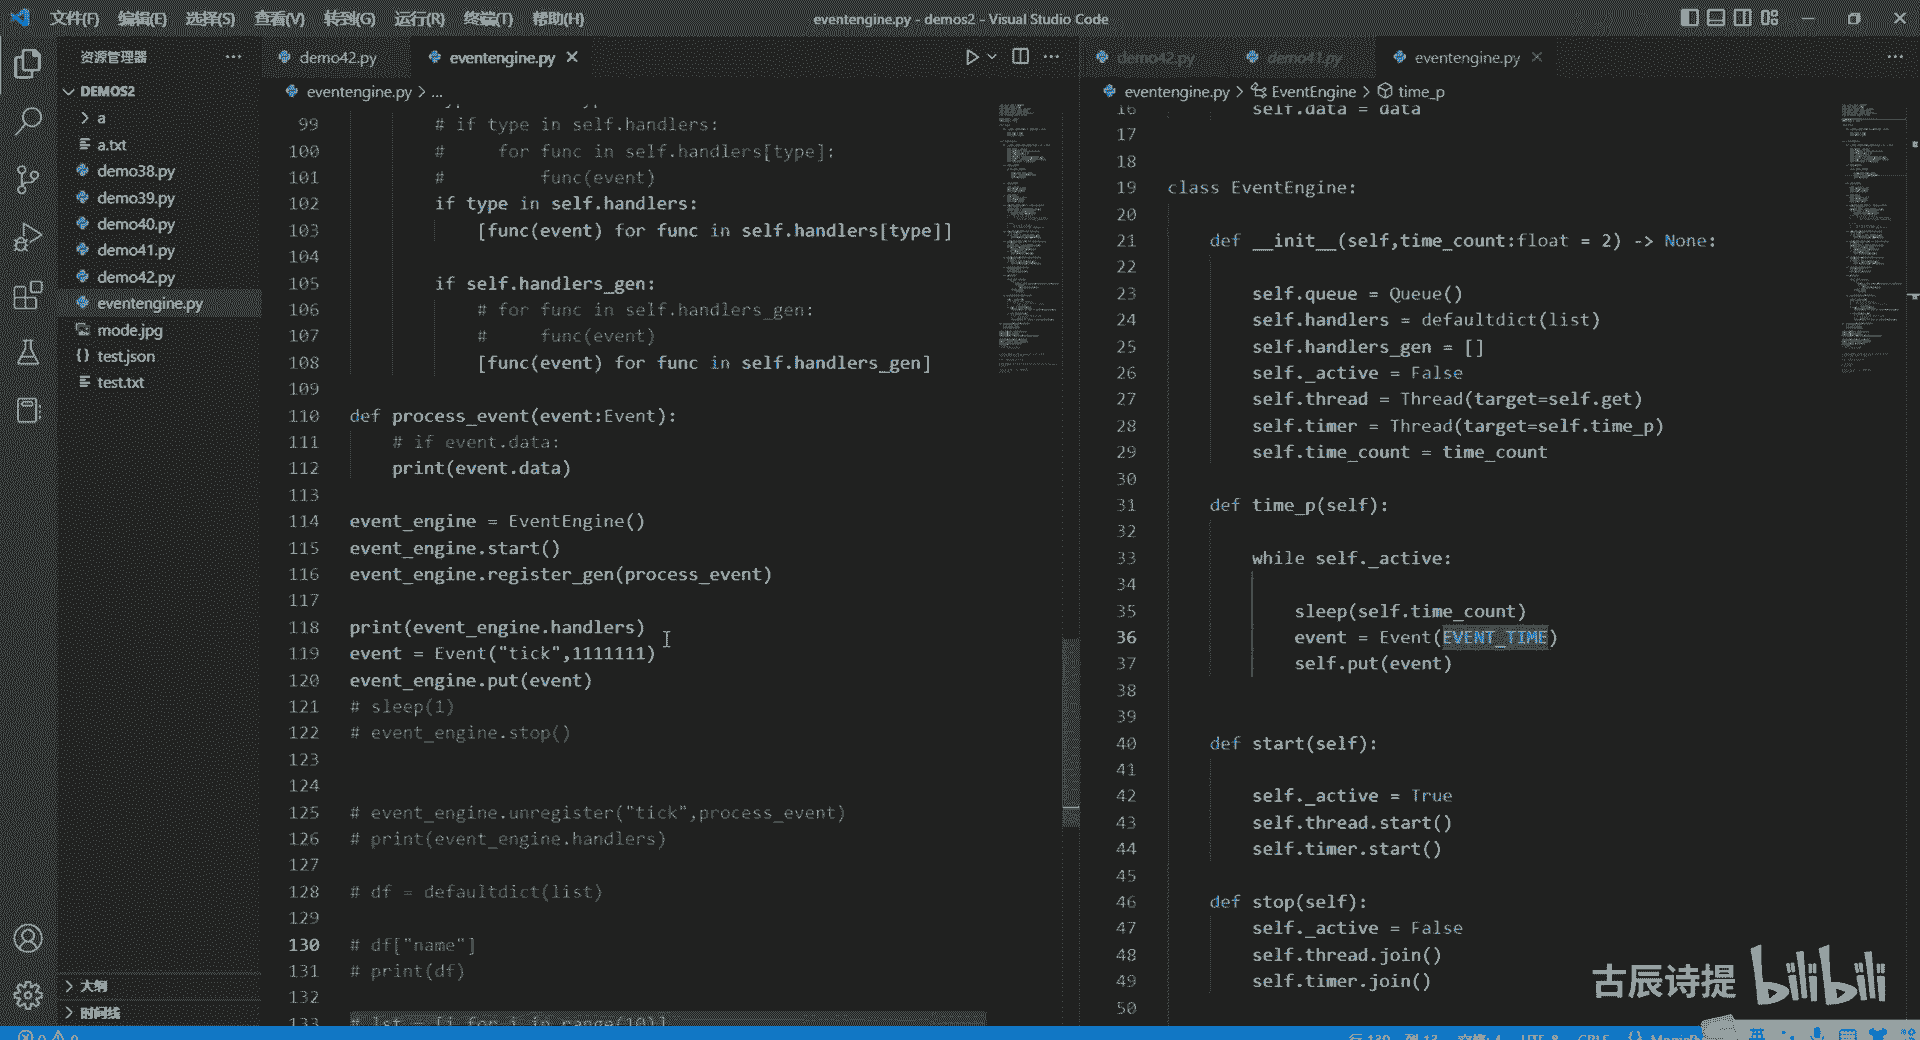 文件(F) 编辑(E) 选择(S) 查看(V) 转到(G) 运行(R) 终端(T) 帮助(H)
eventengine.py - demos2 - Visual Studio Code
资源管理器
DEMOS2
a
a.txt
demo38.py
demo39.py
demo40.py
demo41.py
demo42.py
eventengine.py
mode.jpg
test.json
test.txt
大纲
时间线
demo42.py eventengine.py
eventengine.py > ...
99 # if type in self.handlers:
100 #     for func in self.handlers[type]:
101 #         func(event)
102 if type in self.handlers:
103 [func(event) for func in self.handlers[type]]
104
105 if self.handlers_gen:
106 # for func in self.handlers_gen:
107 #     func(event)
108 [func(event) for func in self.handlers_gen]
109
110 def process_event(event:Event):
111 # if event.data:
112 print(event.data)
113
114 event_engine = EventEngine()
115 event_engine.start()
116 event_engine.register_gen(process_event)
117
118 print(event_engine.handlers)
119 event = Event("tick",1111111)
120 event_engine.put(event)
121 # sleep(1)
122 # event_engine.stop()
123
124
125 # event_engine.unregister("tick",process_event)
126 # print(event_engine.handlers)
127
128 # df = defaultdict(list)
129
130 # df["name"]
131 # print(df)
132
133 # lst = [i for i in range(10)]
demo42.py demo41.py eventengine.py
eventengine.py > EventEngine > time_p
16 self.data = data
17
18
19 class EventEngine:
20
21 def __init__(self,time_count:float = 2) -> None:
22
23 self.queue = Queue()
24 self.handlers = defaultdict(list)
25 self.handlers_gen = []
26 self._active = False
27 self.thread = Thread(target=self.get)
28 self.timer = Thread(target=self.time_p)
29 self.time_count = time_count
30
31 def time_p(self):
32
33 while self._active:
34
35 sleep(self.time_count)
36 event = Event(EVENT_TIME)
37 self.put(event)
38
39
40 def start(self):
41
42 self._active = True
43 self.thread.start()
44 self.timer.start()
45
46 def stop(self):
47 self._active = False
48 self.thread.join()
49 self.timer.join()
50
古辰诗提 bilibili